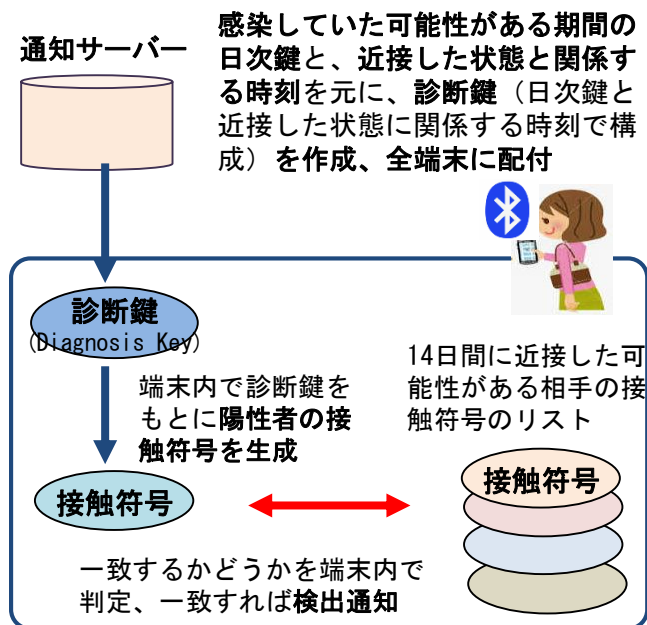 通知サーバー
感染していた可能性がある期間の
日次鍵と、近接した状態と関係す
る時刻を元に、診断鍵（日次鍵と
近接した状態に関係する時刻で構
成）を作成、全端末に配付
診断鍵
(Diagnosis Key)
端末内で診断鍵を
もとに陽性者の接
触符号を生成
14日間に近接した可
能性がある相手の接
触符号のリスト
接触符号
接触符号
一致するかどうかを端末内で
判定、一致すれば検出通知